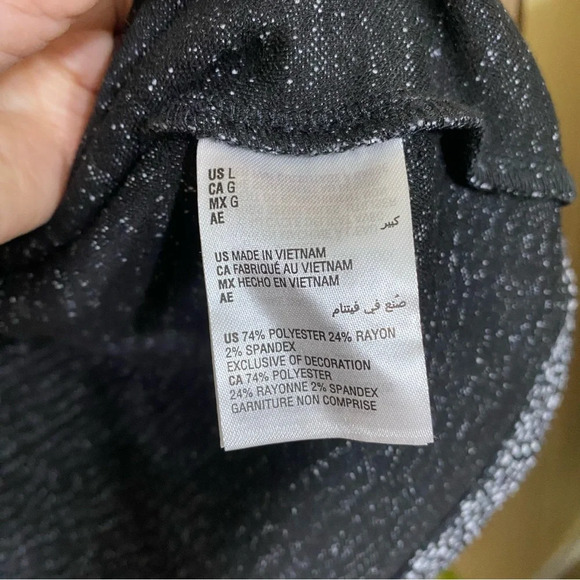 US L
CA G
MX G
AE كبير
US MADE IN VIETNAM
CA FABRIQUÉ AU VIETNAM
MX HECHO EN VIETNAM
AE
صُنع في فيتنام
US 74% POLYESTER 24% RAYON
2% SPANDEX
EXCLUSIVE OF DECORATION
CA 74% POLYESTER
24% RAYONNE 2% SPANDEX
GARNITURE NON COMPRISE